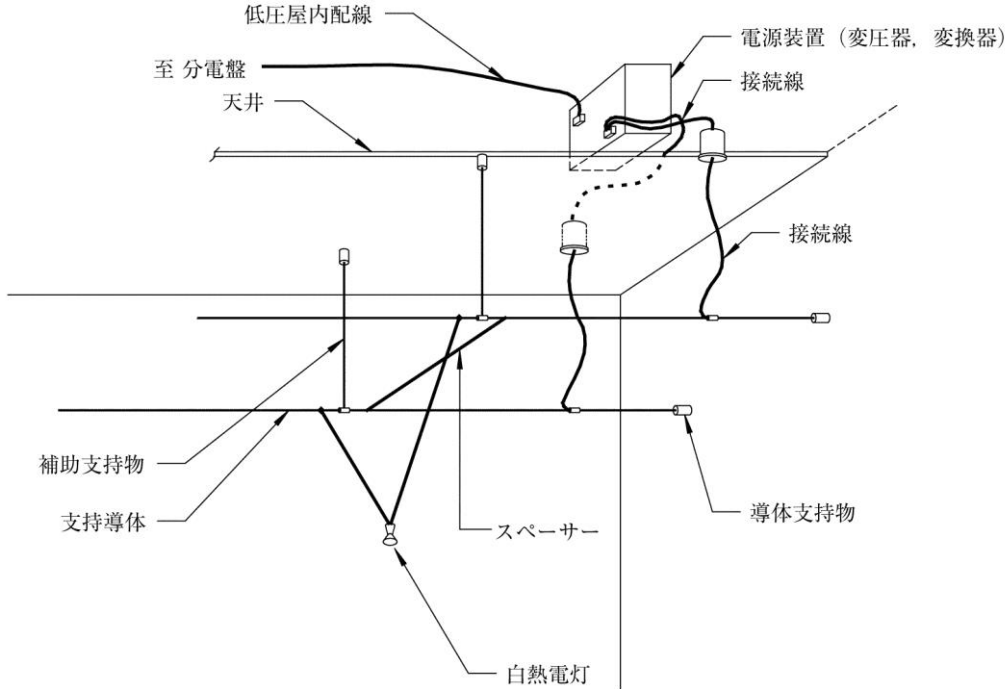 低圧屋内配線
電源装置（変圧器，変換器）
至 分電盤
接続線
天井
接続線
補助支持物
支持導体
スペーサー
導体支持物
白熱電灯